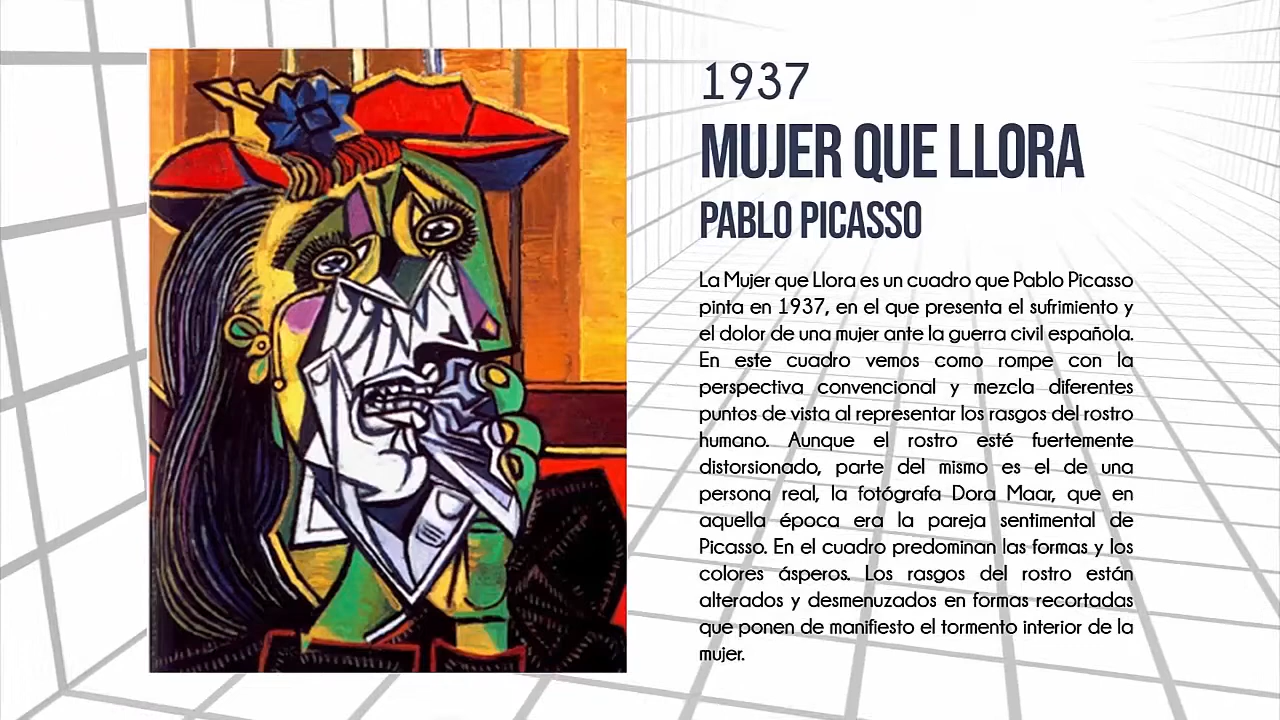 1937
MUJER QUE LLORA
PABLO PICASSO
La Mujer que Llora es un cuadro que Pablo Picasso
pinta en 1937, en el que presenta el sufrimiento y
el dolor de una mujer ante la guerra civil española.
En este cuadro vemos como rompe con la
perspectiva convencional y mezcla diferentes
puntos de vista al representar los rasgos del rostro
humano. Aunque el rostro esté fuertemente
distorsionado, parte del mismo es el de una
persona real, la fotógrafa Dora Maar, que en
aquella época era la pareja sentimental de
Picasso. En el cuadro predominan las formas y los
colores ásperos. Los rasgos del rostro están
alterados y desmenuzados en formas recortadas
que ponen de manifiesto el tormento interior de la
mujer.